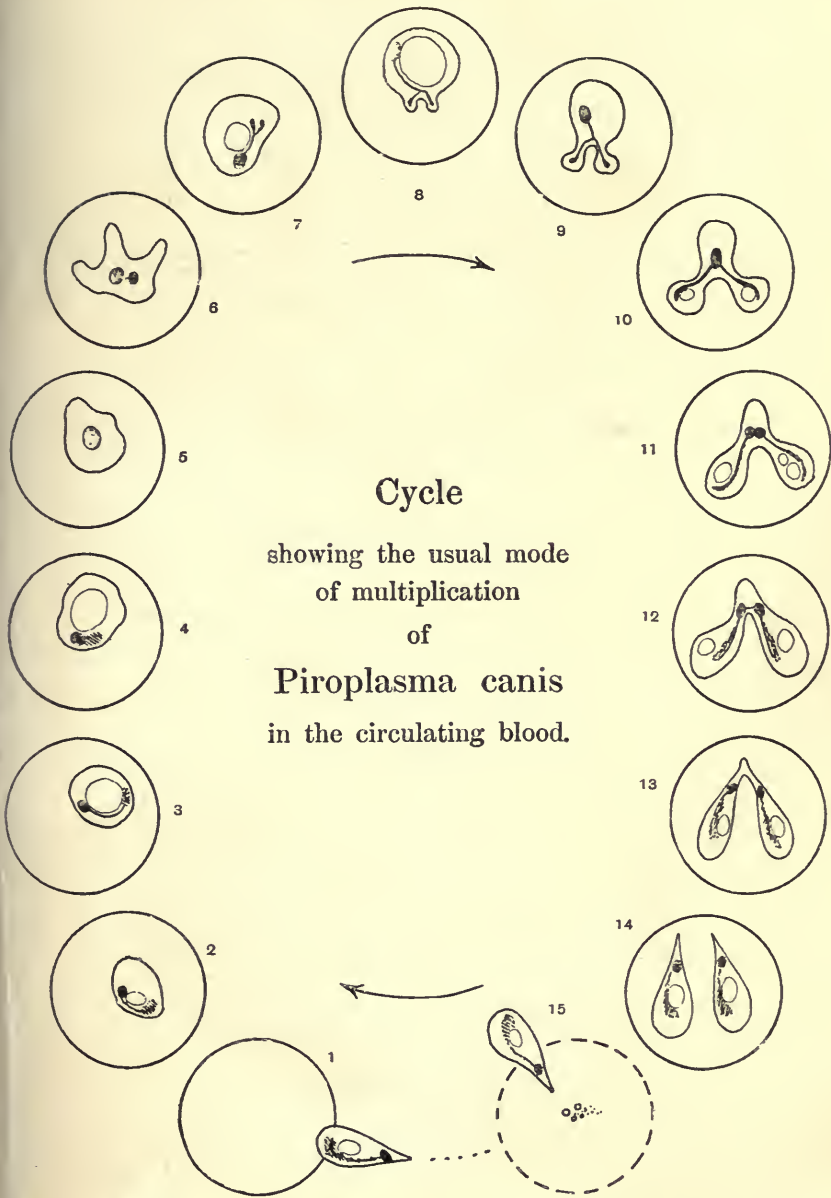 8
7
9
6
10
5
11
Cycle
showing the usual mode
of multiplication
of
Piroplasma canis
in the circulating blood.
4
12
3
13
2
14
1
15